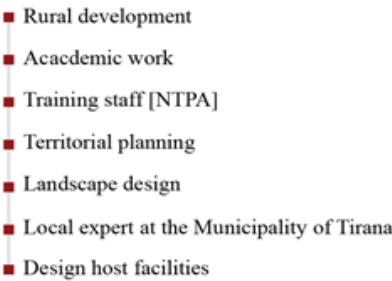 Rural development
Acacdemic work
Training staff [NTPA]
Territorial planning
Landscape design
Local expert at the Municipality of Tirana
Design host facilities